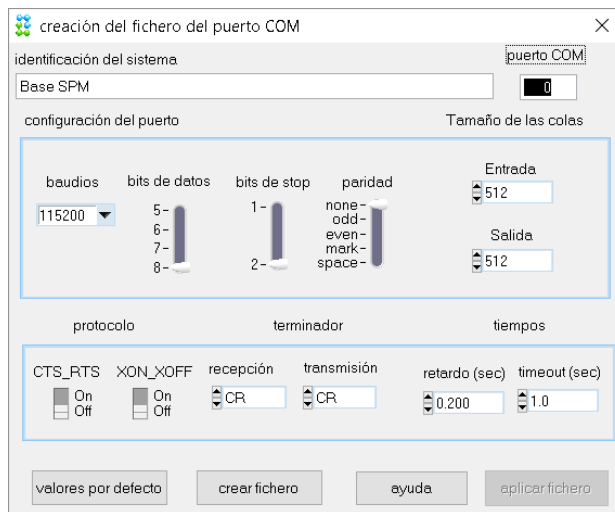 creación del fichero del puerto COM
identificación del sistema
puerto COM
Base SPM
0
configuración del puerto
Tamaño de las colas
baudios
bits de datos
bits de stop
paridad
Entrada
115200
5
6
7
8
1
2
none
odd
even
mark
space
512
Salida
512
protocolo
terminador
tiempos
CTS_RTS
XON_XOFF
recepción
transmisión
retardo (sec)
timeout (sec)
On
Off
On
Off
CR
CR
0.200
1.0
valores por defecto
crear fichero
ayuda
aplicar fichero